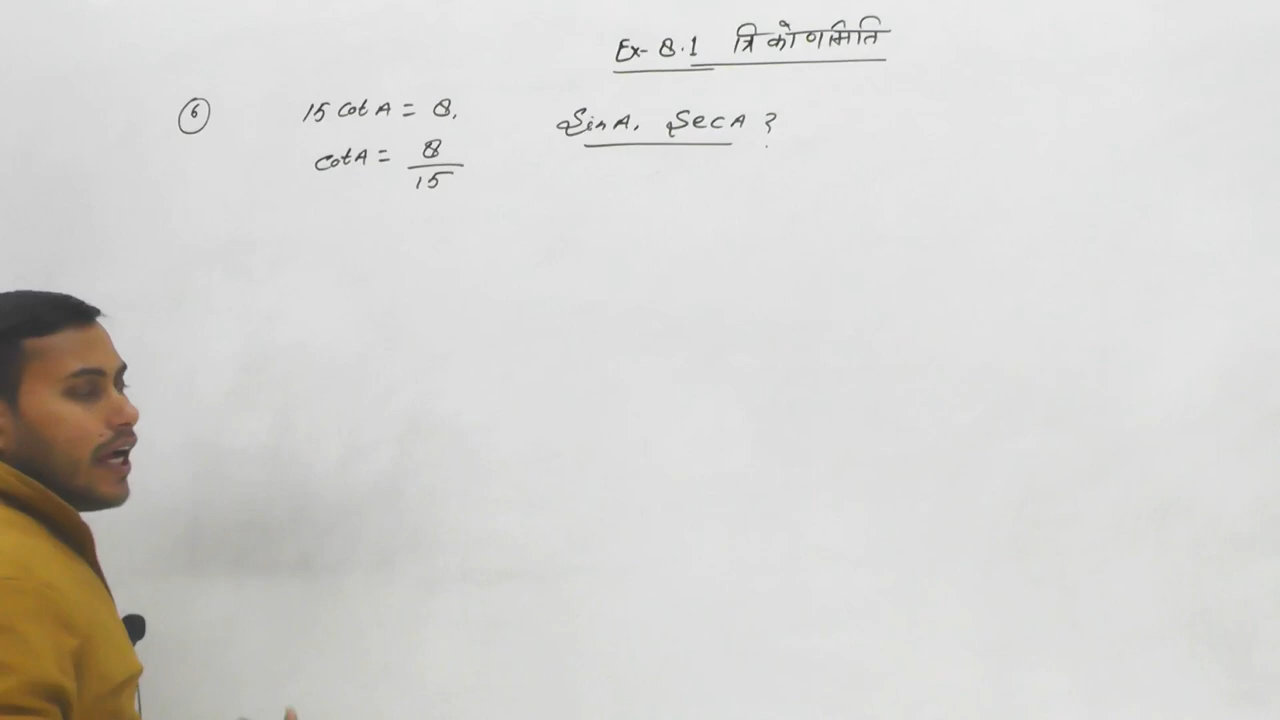 Ex- 8.1 त्रिकोणमिति
6 15 cot A = 8, Sin A, Sec A ?
cot A = 8/15